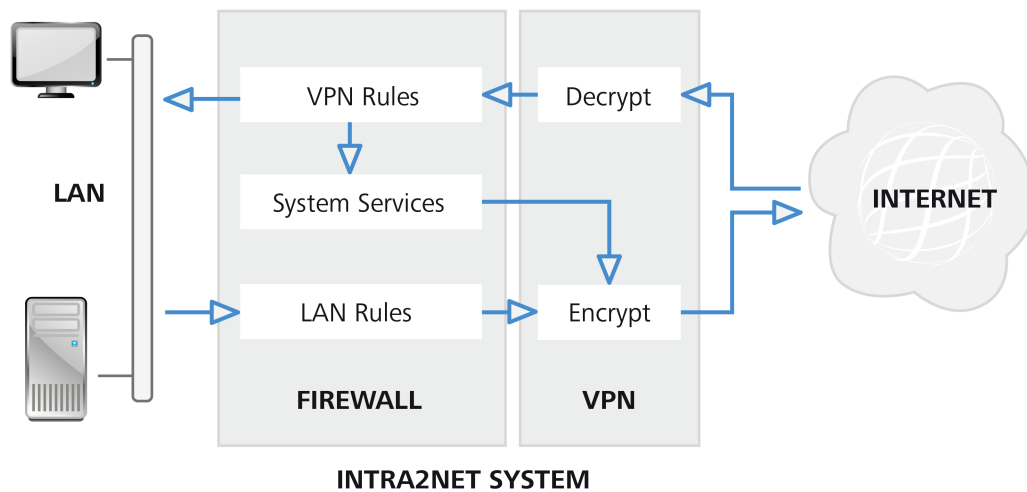 VPN Rules
Decrypt
LAN
System Services
INTERNET
LAN Rules
Encrypt
FIREWALL
VPN
INTRA2NET SYSTEM